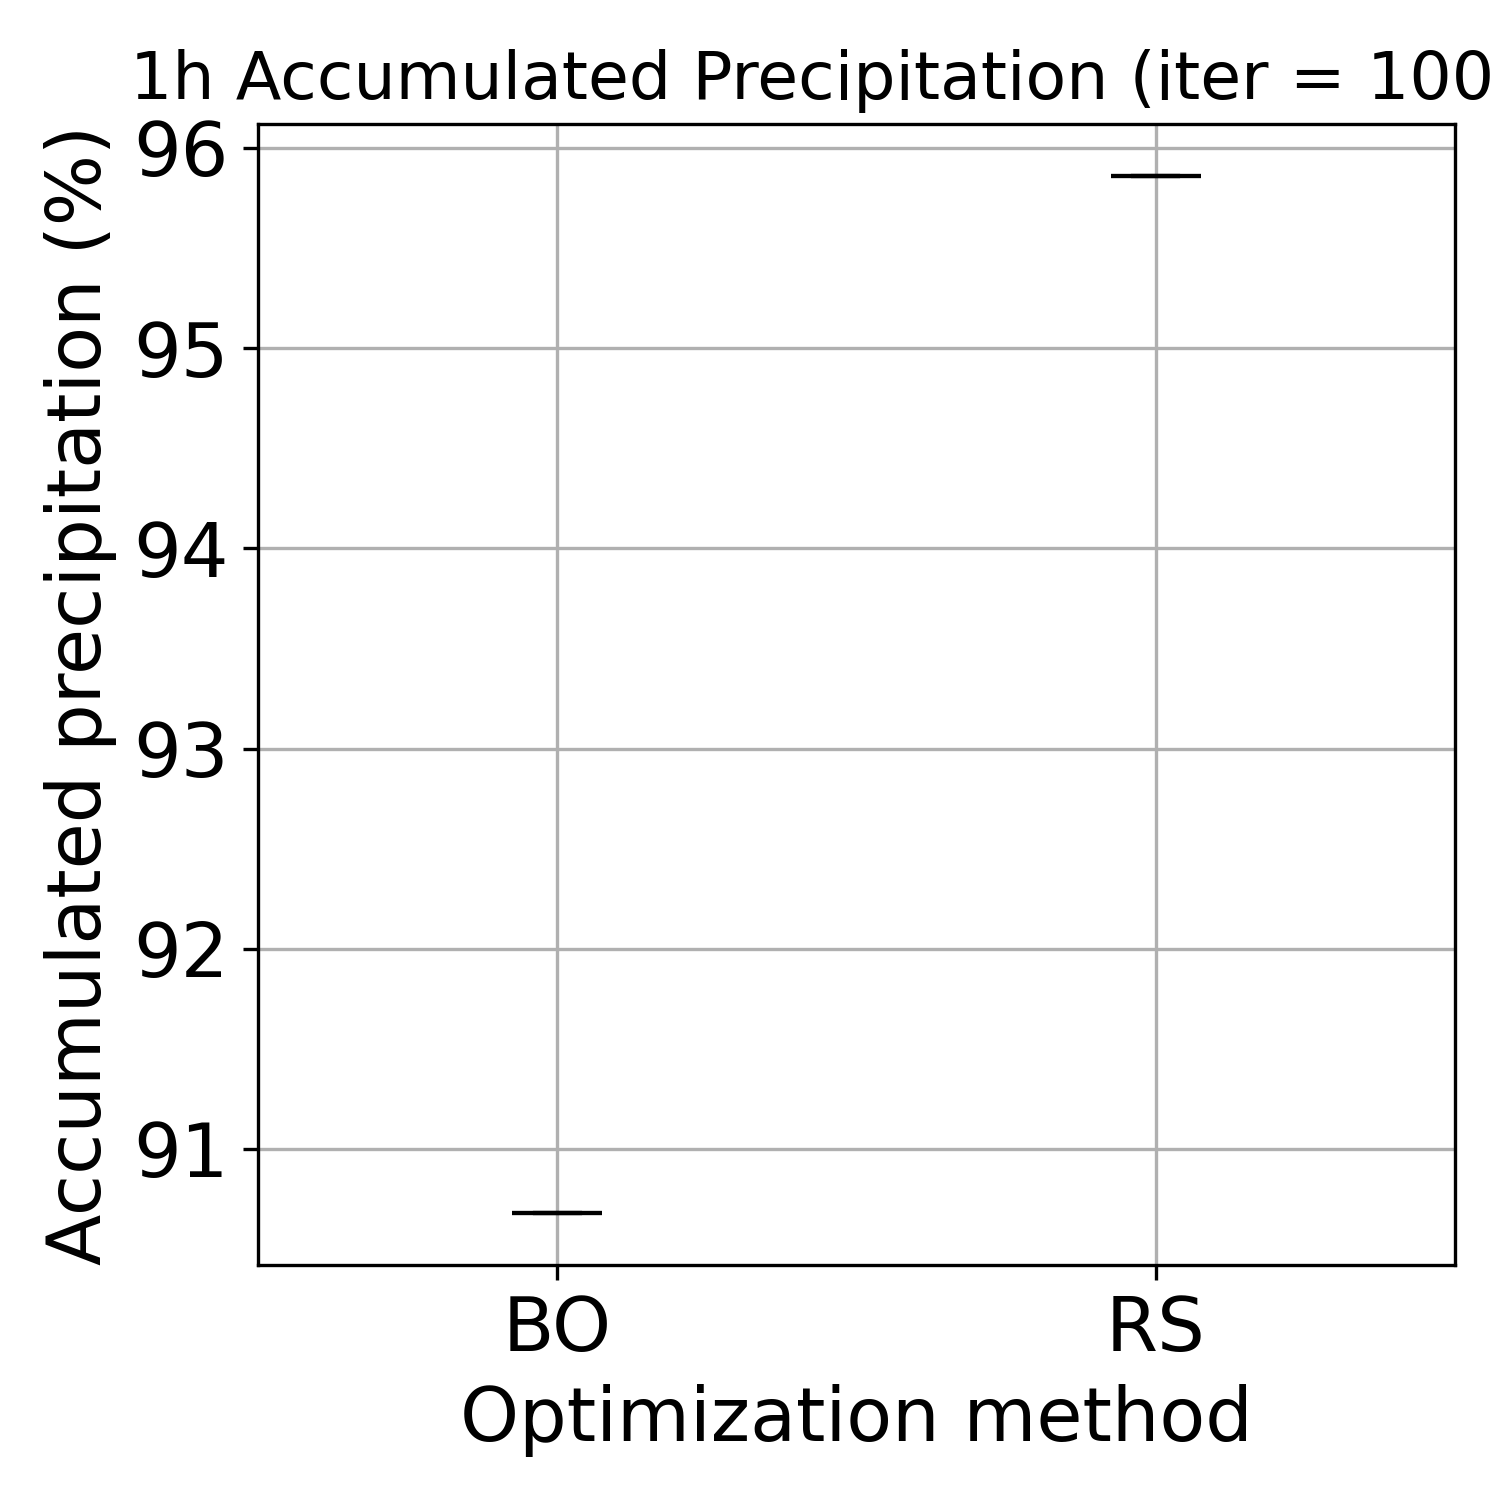 1h Accumulated Precipitation (iter = 100
Accumulated precipitation (%)
96
95
94
93
92
91
BO RS
Optimization method